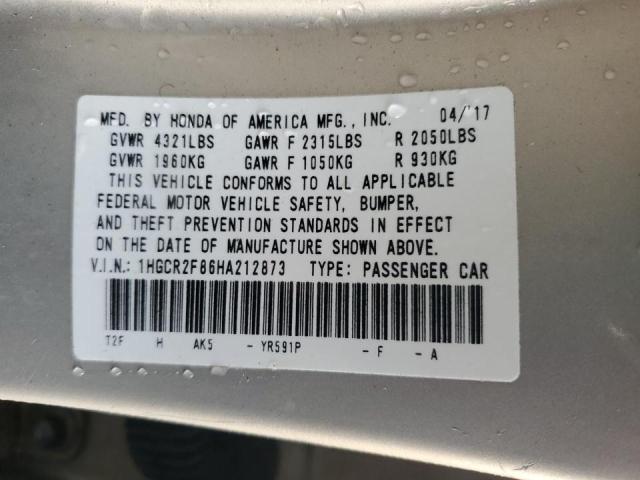 MFD. BY HONDA OF AMERICA MFG., INC. 04/'17
GVWR 4321LBS GAWR F 2315LBS R 2050LBS
GVWR 1960KG GAWR F 1050KG R 930KG
THIS VEHICLE CONFORMS TO ALL APPLICABLE
FEDERAL MOTOR VEHICLE SAFETY, BUMPER,
AND THEFT PREVENTION STANDARDS IN EFFECT
ON THE DATE OF MANUFACTURE SHOWN ABOVE.
V.I.N.: 1HGCR2F86HA212873 TYPE: PASSENGER CAR
T2F H AK5 - YR591P - F - A